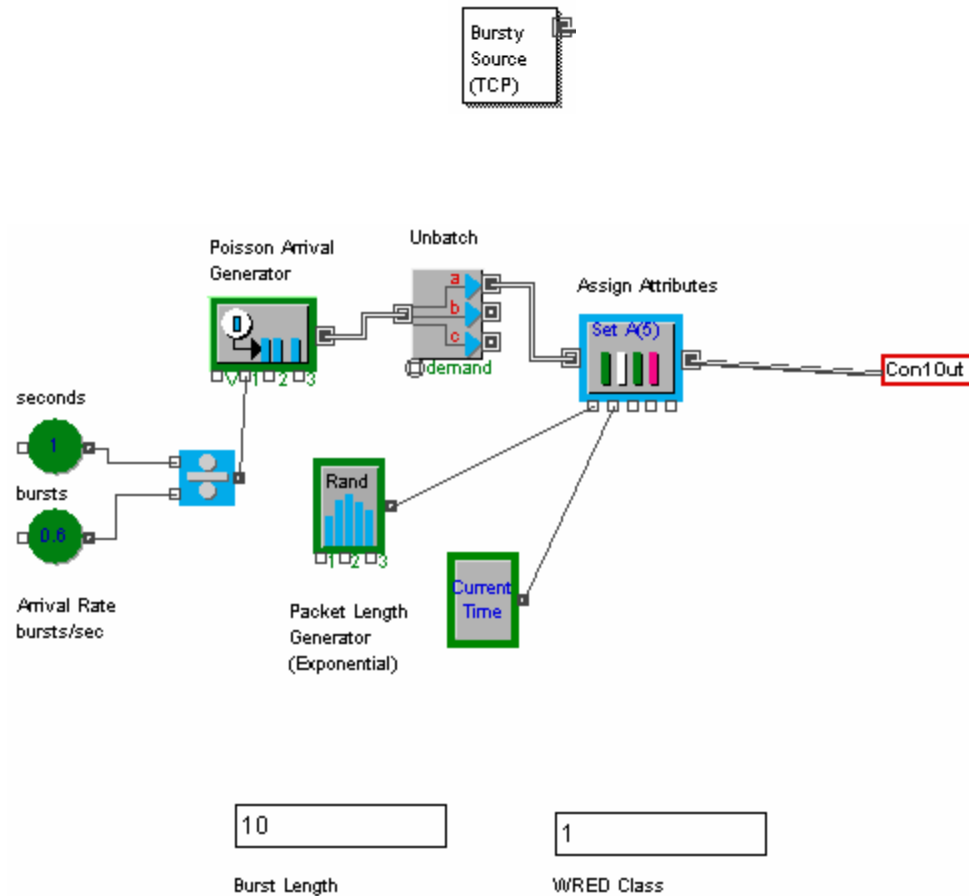 Bursty
Source
(TCP)
Poisson Arrival
Generator
Unbatch
a
b
c
demand
Assign Attributes
Set A(5)
Con1Out
V 1 2 3
seconds
1
bursts
0.6
Arrival Rate
bursts/sec
Rand
1 2 3
Packet Length
Generator
(Exponential)
Current
Time
10
Burst Length
1
WRED Class